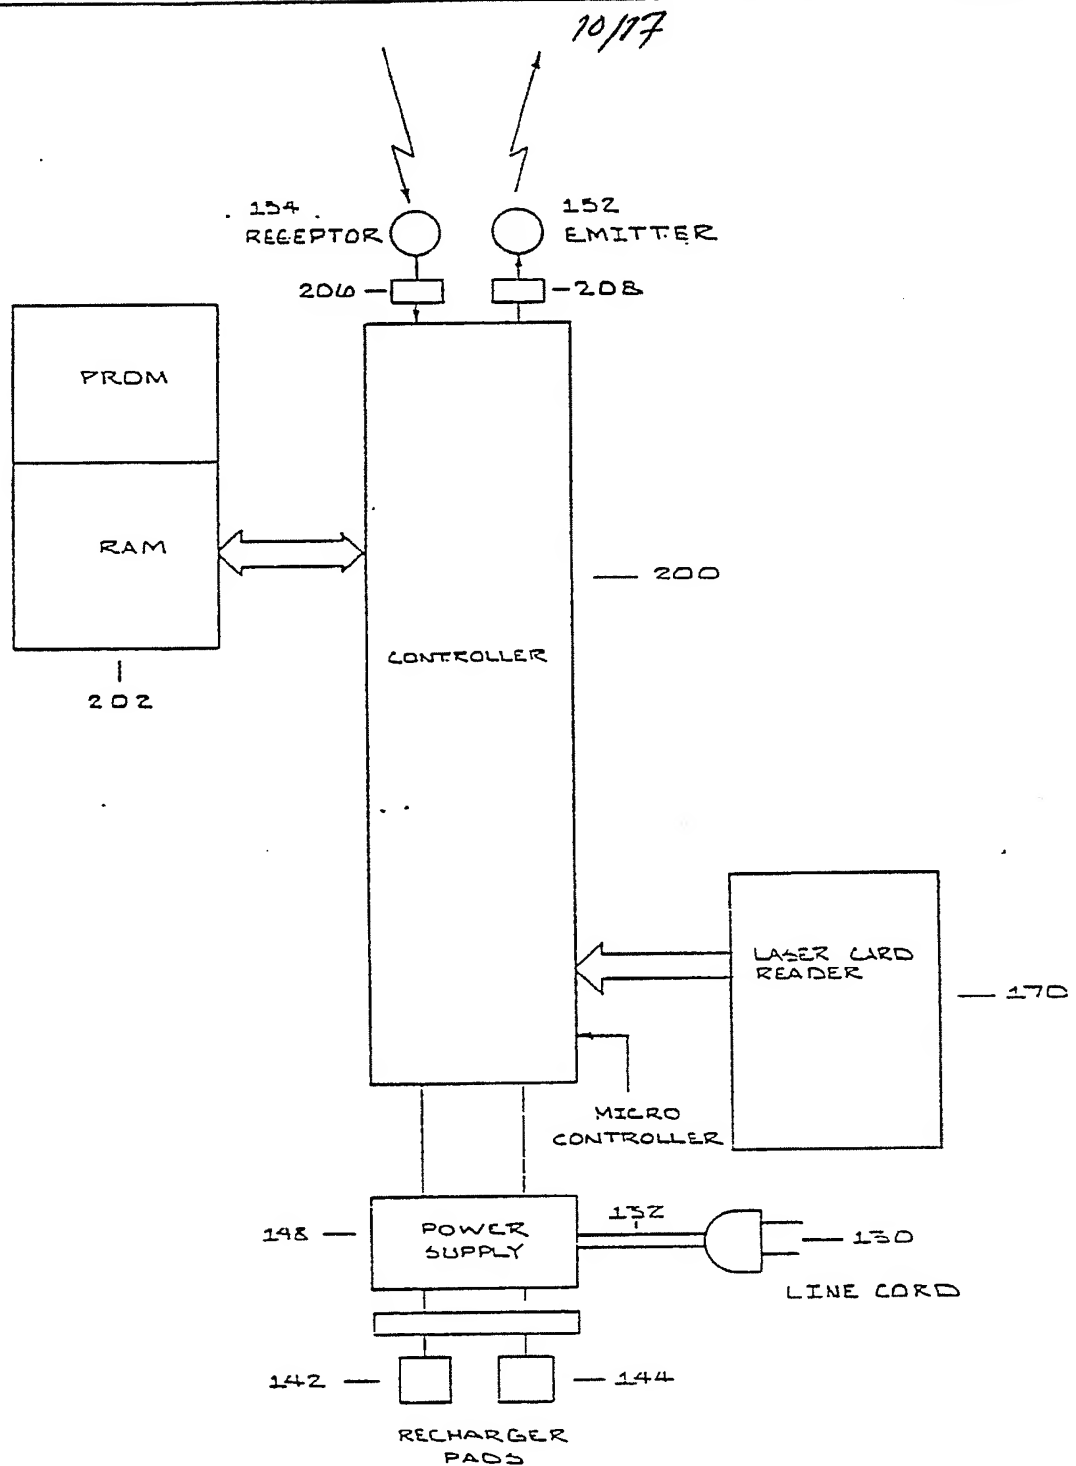 10/17
154
RECEPTOR
152
EMITTER
206
208
PROM
RAM
200
CONTROLLER
202
LASER CARD
READER
170
MICRO
CONTROLLER
148
POWER
SUPPLY
132
130
LINE CORD
142
144
RECHARGER
PADS